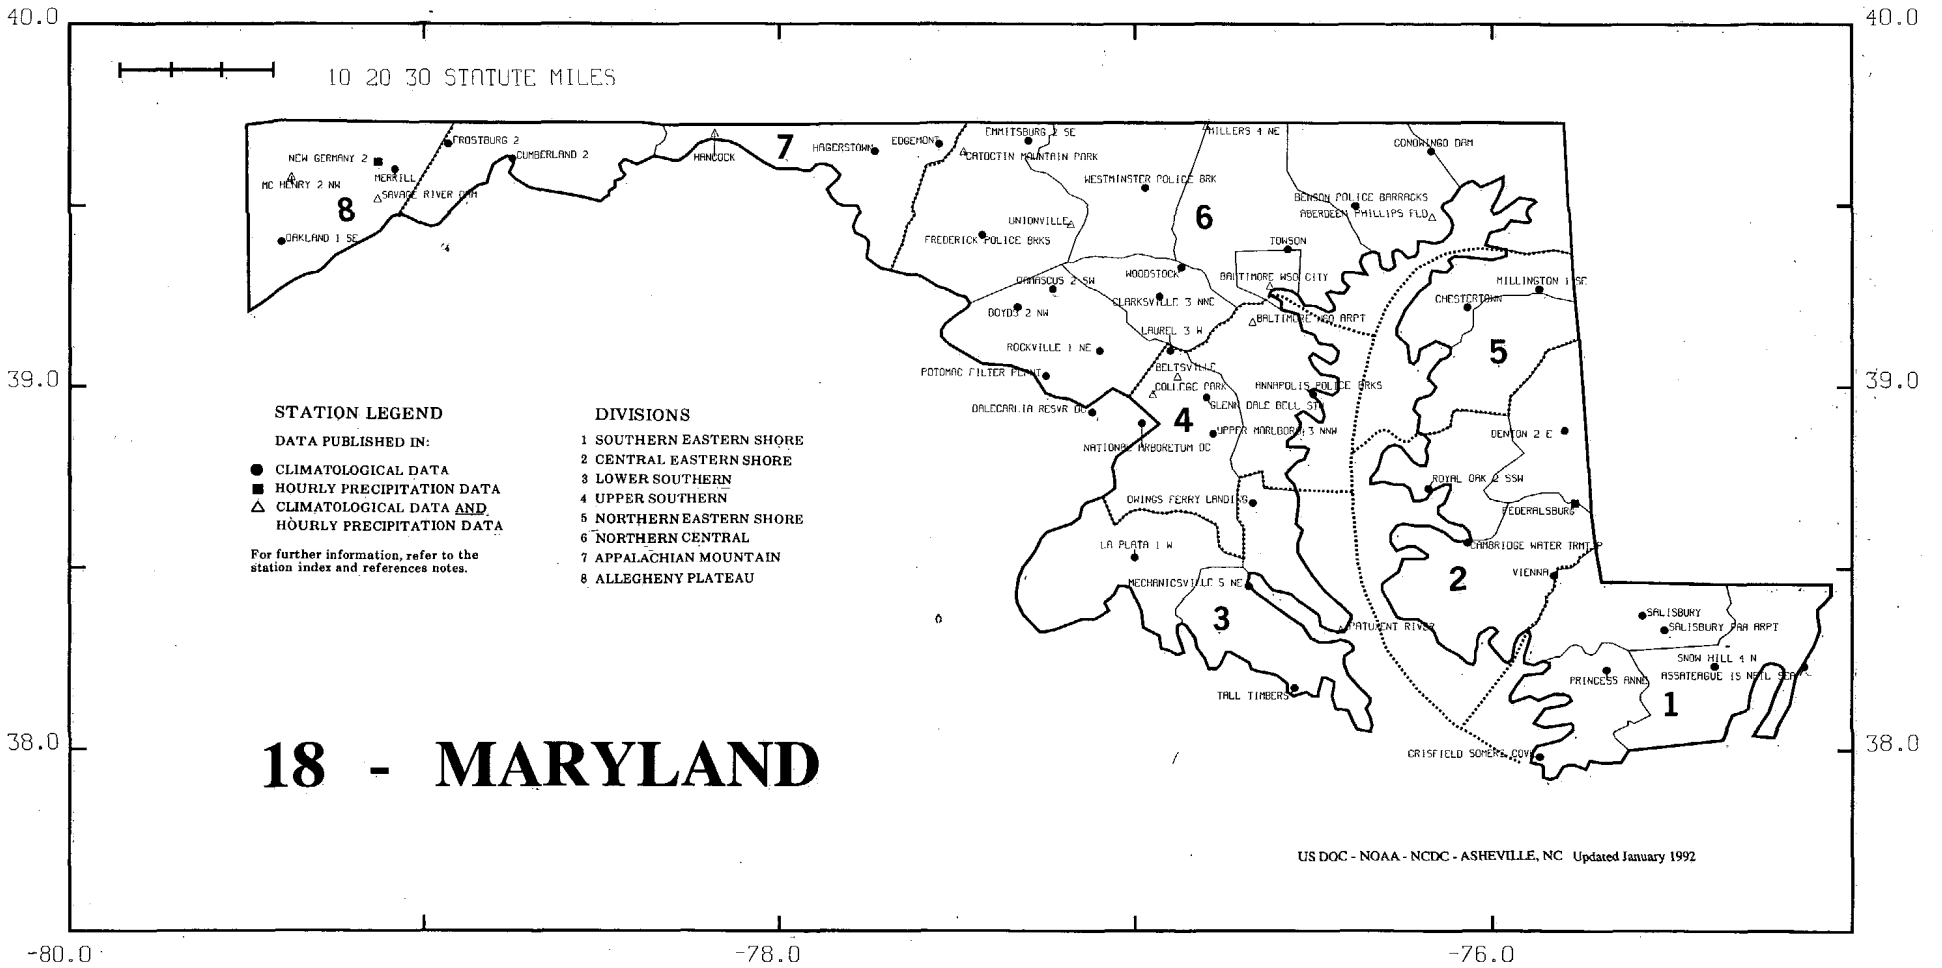 40.0
40.0
10 20 30 STATUTE MILES
FROSTBURG 2
CUMBERLAND 2
NEW GERMANY 2
MERRILL
MC HENRY 2 NW
SAVAGE RIVER DAM
8
OAKLAND 1 SE
HANCOCK
7
HAGERSTOWN
EDGEMONT
EMMITSBURG 2 SE
CATOCTIN MOUNTAIN PARK
MILLERS 4 NE
CONOWINGO DAM
WESTMINSTER POLICE BRK
BENSON POLICE BARRACKS
ABERDEEN PHILLIPS FLD
6
UNIONVILLE
FREDERICK POLICE BRKS
TOWSON
WOODSTOCK
BALTIMORE WSO CITY
DAMASCUS 2 SW
CLARKSVILLE 3 NNE
MILLINGTON 1 SE
CHESTERTOWN
BOYDS 2 NW
LAUREL 3 W
BALTIMORE WSO ARPT
ROCKVILLE 1 NE
5
POTOMAC FILTER PLANT
BELTSVILLE
COLLEGE PARK
ANNAPOLIS POLICE BRKS
39.0
39.0
DALECARLIA RESVR DC
GLENN DALE BELL STN
4
UPPER MARLBORO 3 NNW
NATIONAL ARBORETUM DC
DENTON 2 E
ROYAL OAK 2 SSW
OWINGS FERRY LANDING
FEDERALSBURG
LA PLATA 1 W
CAMBRIDGE WATER TRMT P
MECHANICSVILLE 5 NE
2
VIENNA
3
PATUXENT RIVER
SALISBURY
SALISBURY FAA ARPT
SNOW HILL 4 N
PRINCESS ANNE
ASSATEAGUE IS NATL SEA
TALL TIMBERS
1
CRISFIELD SOMERS COVE
STATION LEGEND
DATA PUBLISHED IN:
CLIMATOLOGICAL DATA
HOURLY PRECIPITATION DATA
CLIMATOLOGICAL DATA AND
HOURLY PRECIPITATION DATA
For further information, refer to the
station index and references notes.
DIVISIONS
1 SOUTHERN EASTERN SHORE
2 CENTRAL EASTERN SHORE
3 LOWER SOUTHERN
4 UPPER SOUTHERN
5 NORTHERN EASTERN SHORE
6 NORTHERN CENTRAL
7 APPALACHIAN MOUNTAIN
8 ALLEGHENY PLATEAU
38.0
38.0
18 - MARYLAND
US DOC - NOAA - NCDC - ASHEVILLE, NC Updated January 1992
-80.0
-78.0
-76.0